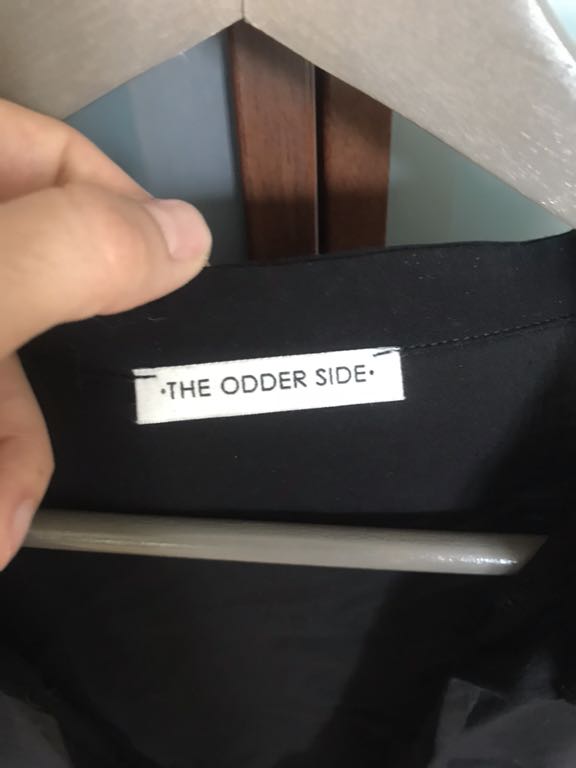 ·THE ODDER SIDE·